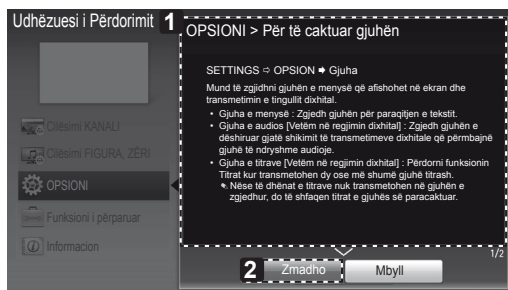 Udhëzuesi i Përdorimit
1
OPSIONI > Për të caktuar gjuhën
SETTINGS ⇨ OPSION ➧ Gjuha
Mund të zgjidhni gjuhën e menysë që afishohet në ekran dhe
transmetimin e tingullit dixhital.
• Gjuha e menysë : Zgjedh gjuhën për paraqitjen e tekstit.
• Gjuha e audios [Vetëm në regjimin dixhital] : Zgjedh gjuhën e
dëshiruar gjatë shikimit të transmetimeve dixhitale që përmbajnë
gjuhë të ndryshme audioje.
• Gjuha e titrave [Vetëm në regjimin dixhital] : Përdorni funksionin
Titrat kur transmetohen dy ose më shumë gjuhë titrash.
✎ Nëse të dhënat e titrave nuk transmetohen në gjuhën e
zgjedhur, do të shfaqen titrat e gjuhës së paracaktuar.
Cilësimi KANALI
Cilësimi FIGURA, ZËRI
OPSIONI
Funksioni i përparuar
Informacion
1/2
2
Zmadho
Mbyll